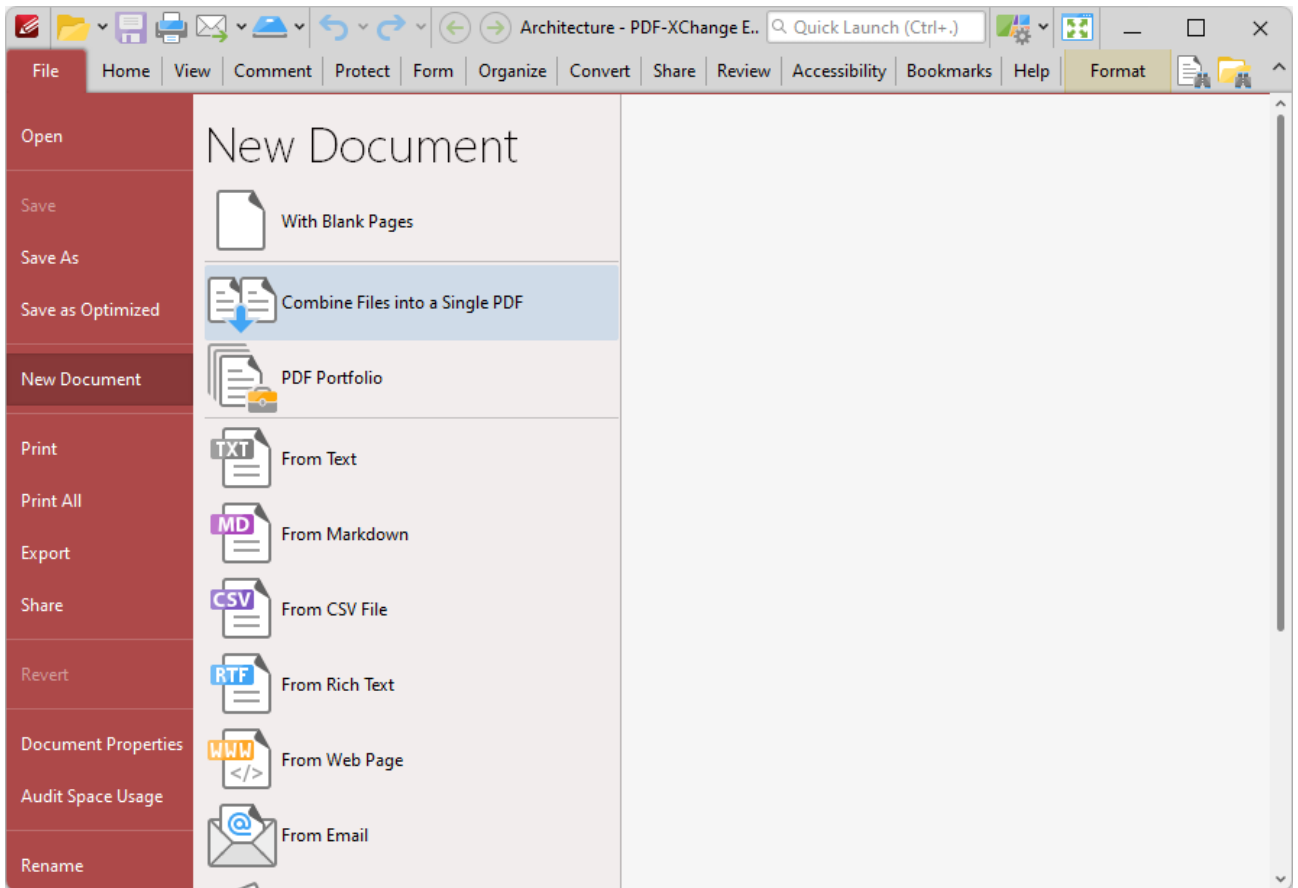 Architecture - PDF-XChange E..
Quick Launch (Ctrl+.)
File Home View Comment Protect Form Organize Convert Share Review Accessibility Bookmarks Help Format
Open
Save
Save As
Save as Optimized
New Document
Print
Print All
Export
Share
Revert
Document Properties
Audit Space Usage
Rename
New Document
With Blank Pages
Combine Files into a Single PDF
PDF Portfolio
TXT From Text
MD From Markdown
CSV From CSV File
RTF From Rich Text
WWW </> From Web Page
@ From Email